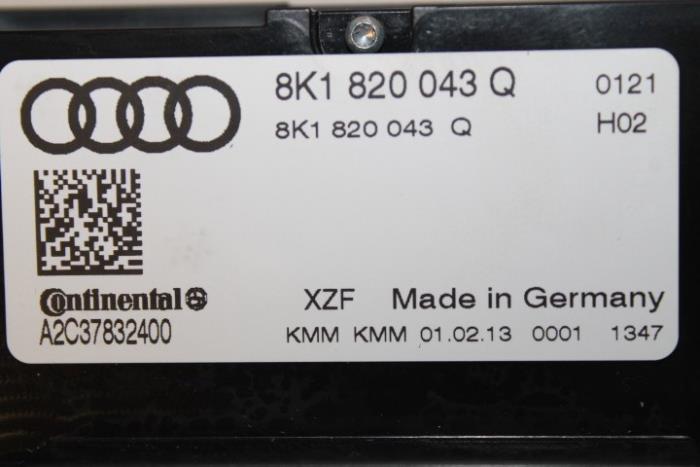 8K1 820 043 Q 0121
8K1 820 043 Q H02
Continental
XZF Made in Germany
A2C37832400
KMM KMM 01.02.13 0001 1347